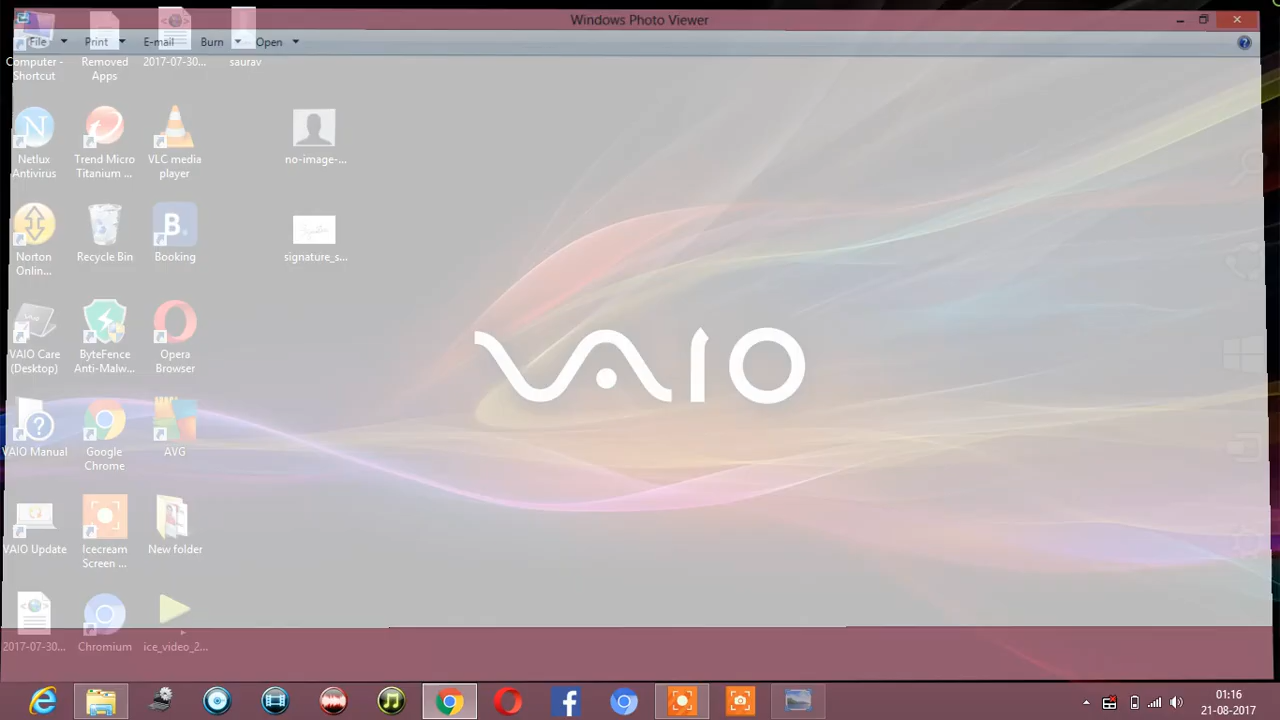 Windows Photo Viewer
File Print E-mail Burn Open
Computer - Shortcut
Removed Apps
2017-07-30...
saurav
Netlux Antivirus
Trend Micro Titanium ...
VLC media player
no-image-...
Norton Online...
Recycle Bin
Booking
signature_s...
VAIO Care (Desktop)
ByteFence Anti-Malw...
Opera Browser
VAIO
VAIO Manual
Google Chrome
AVG
VAIO Update
Icecream Screen ...
New folder
2017-07-30...
Chromium
ice_video_2...
01:16
21-08-2017